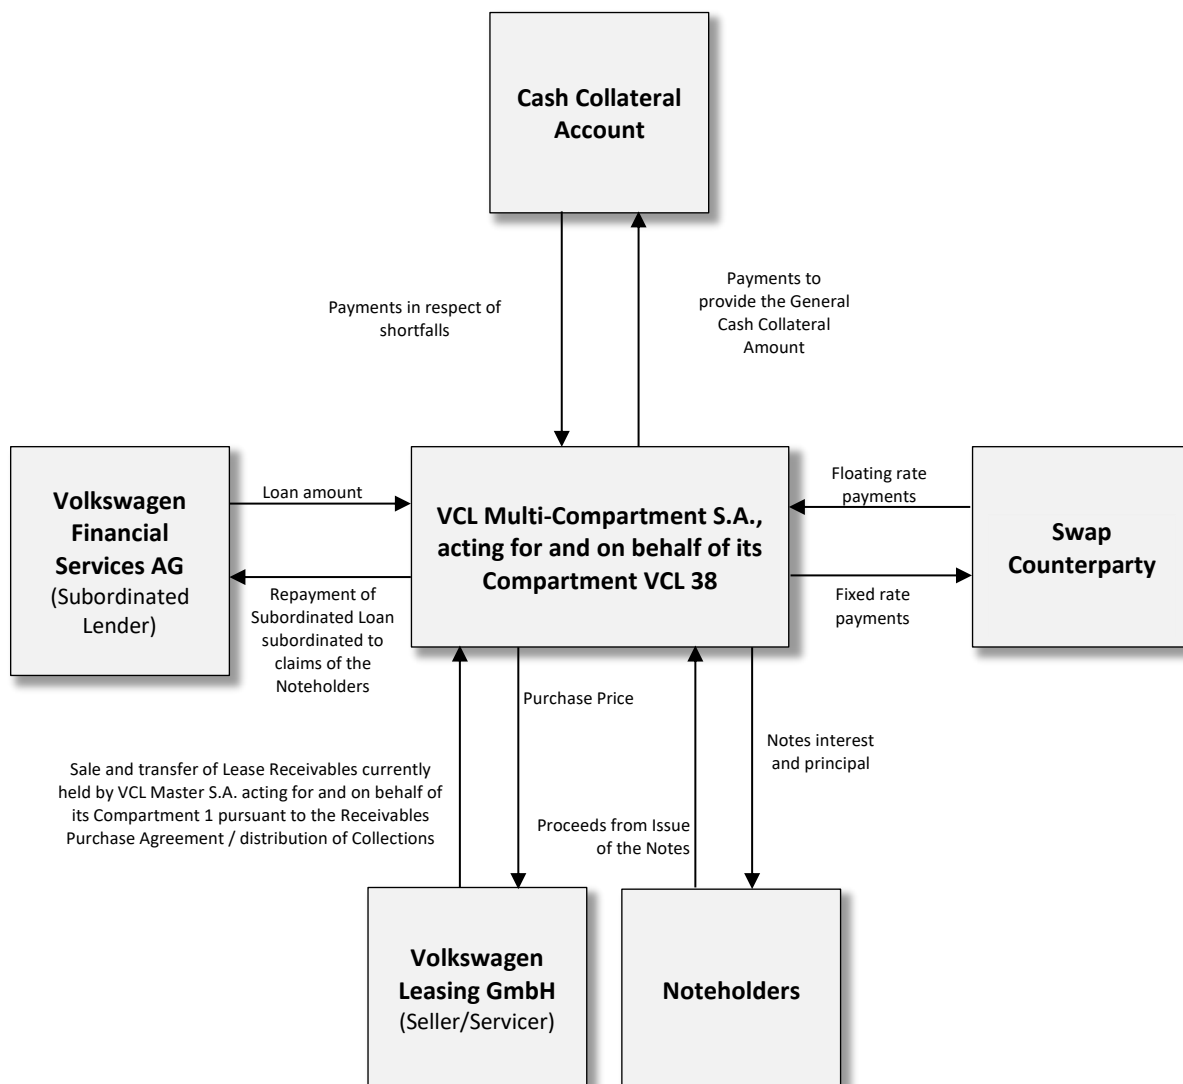 Cash Collateral
Account
Payments in respect of
shortfalls
Payments to
provide the General
Cash Collateral
Amount
Volkswagen
Financial
Services AG
(Subordinated
Lender)
Loan amount
Repayment of
Subordinated Loan
subordinated to
claims of the
Noteholders
VCL Multi-Compartment S.A.,
acting for and on behalf of its
Compartment VCL 38
Floating rate
payments
Fixed rate
payments
Swap
Counterparty
Sale and transfer of Lease Receivables currently
held by VCL Master S.A. acting for and on behalf of
its Compartment 1 pursuant to the Receivables
Purchase Agreement / distribution of Collections
Purchase Price
Proceeds from Issue
of the Notes
Notes interest
and principal
Volkswagen
Leasing GmbH
(Seller/Servicer)
Noteholders